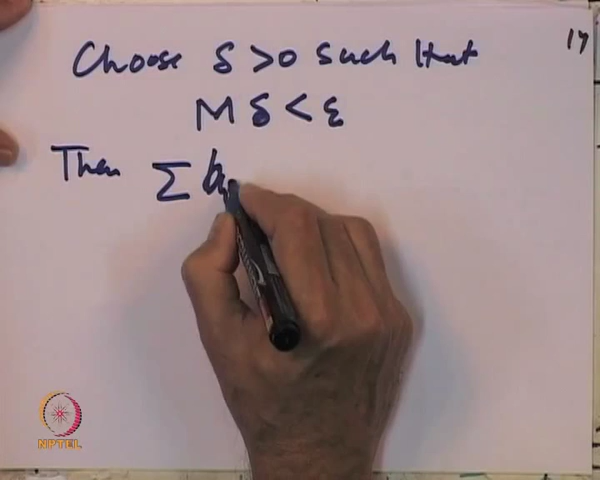 17
Choose δ > 0 such that
M δ < ε
Then Σ
NPTEL